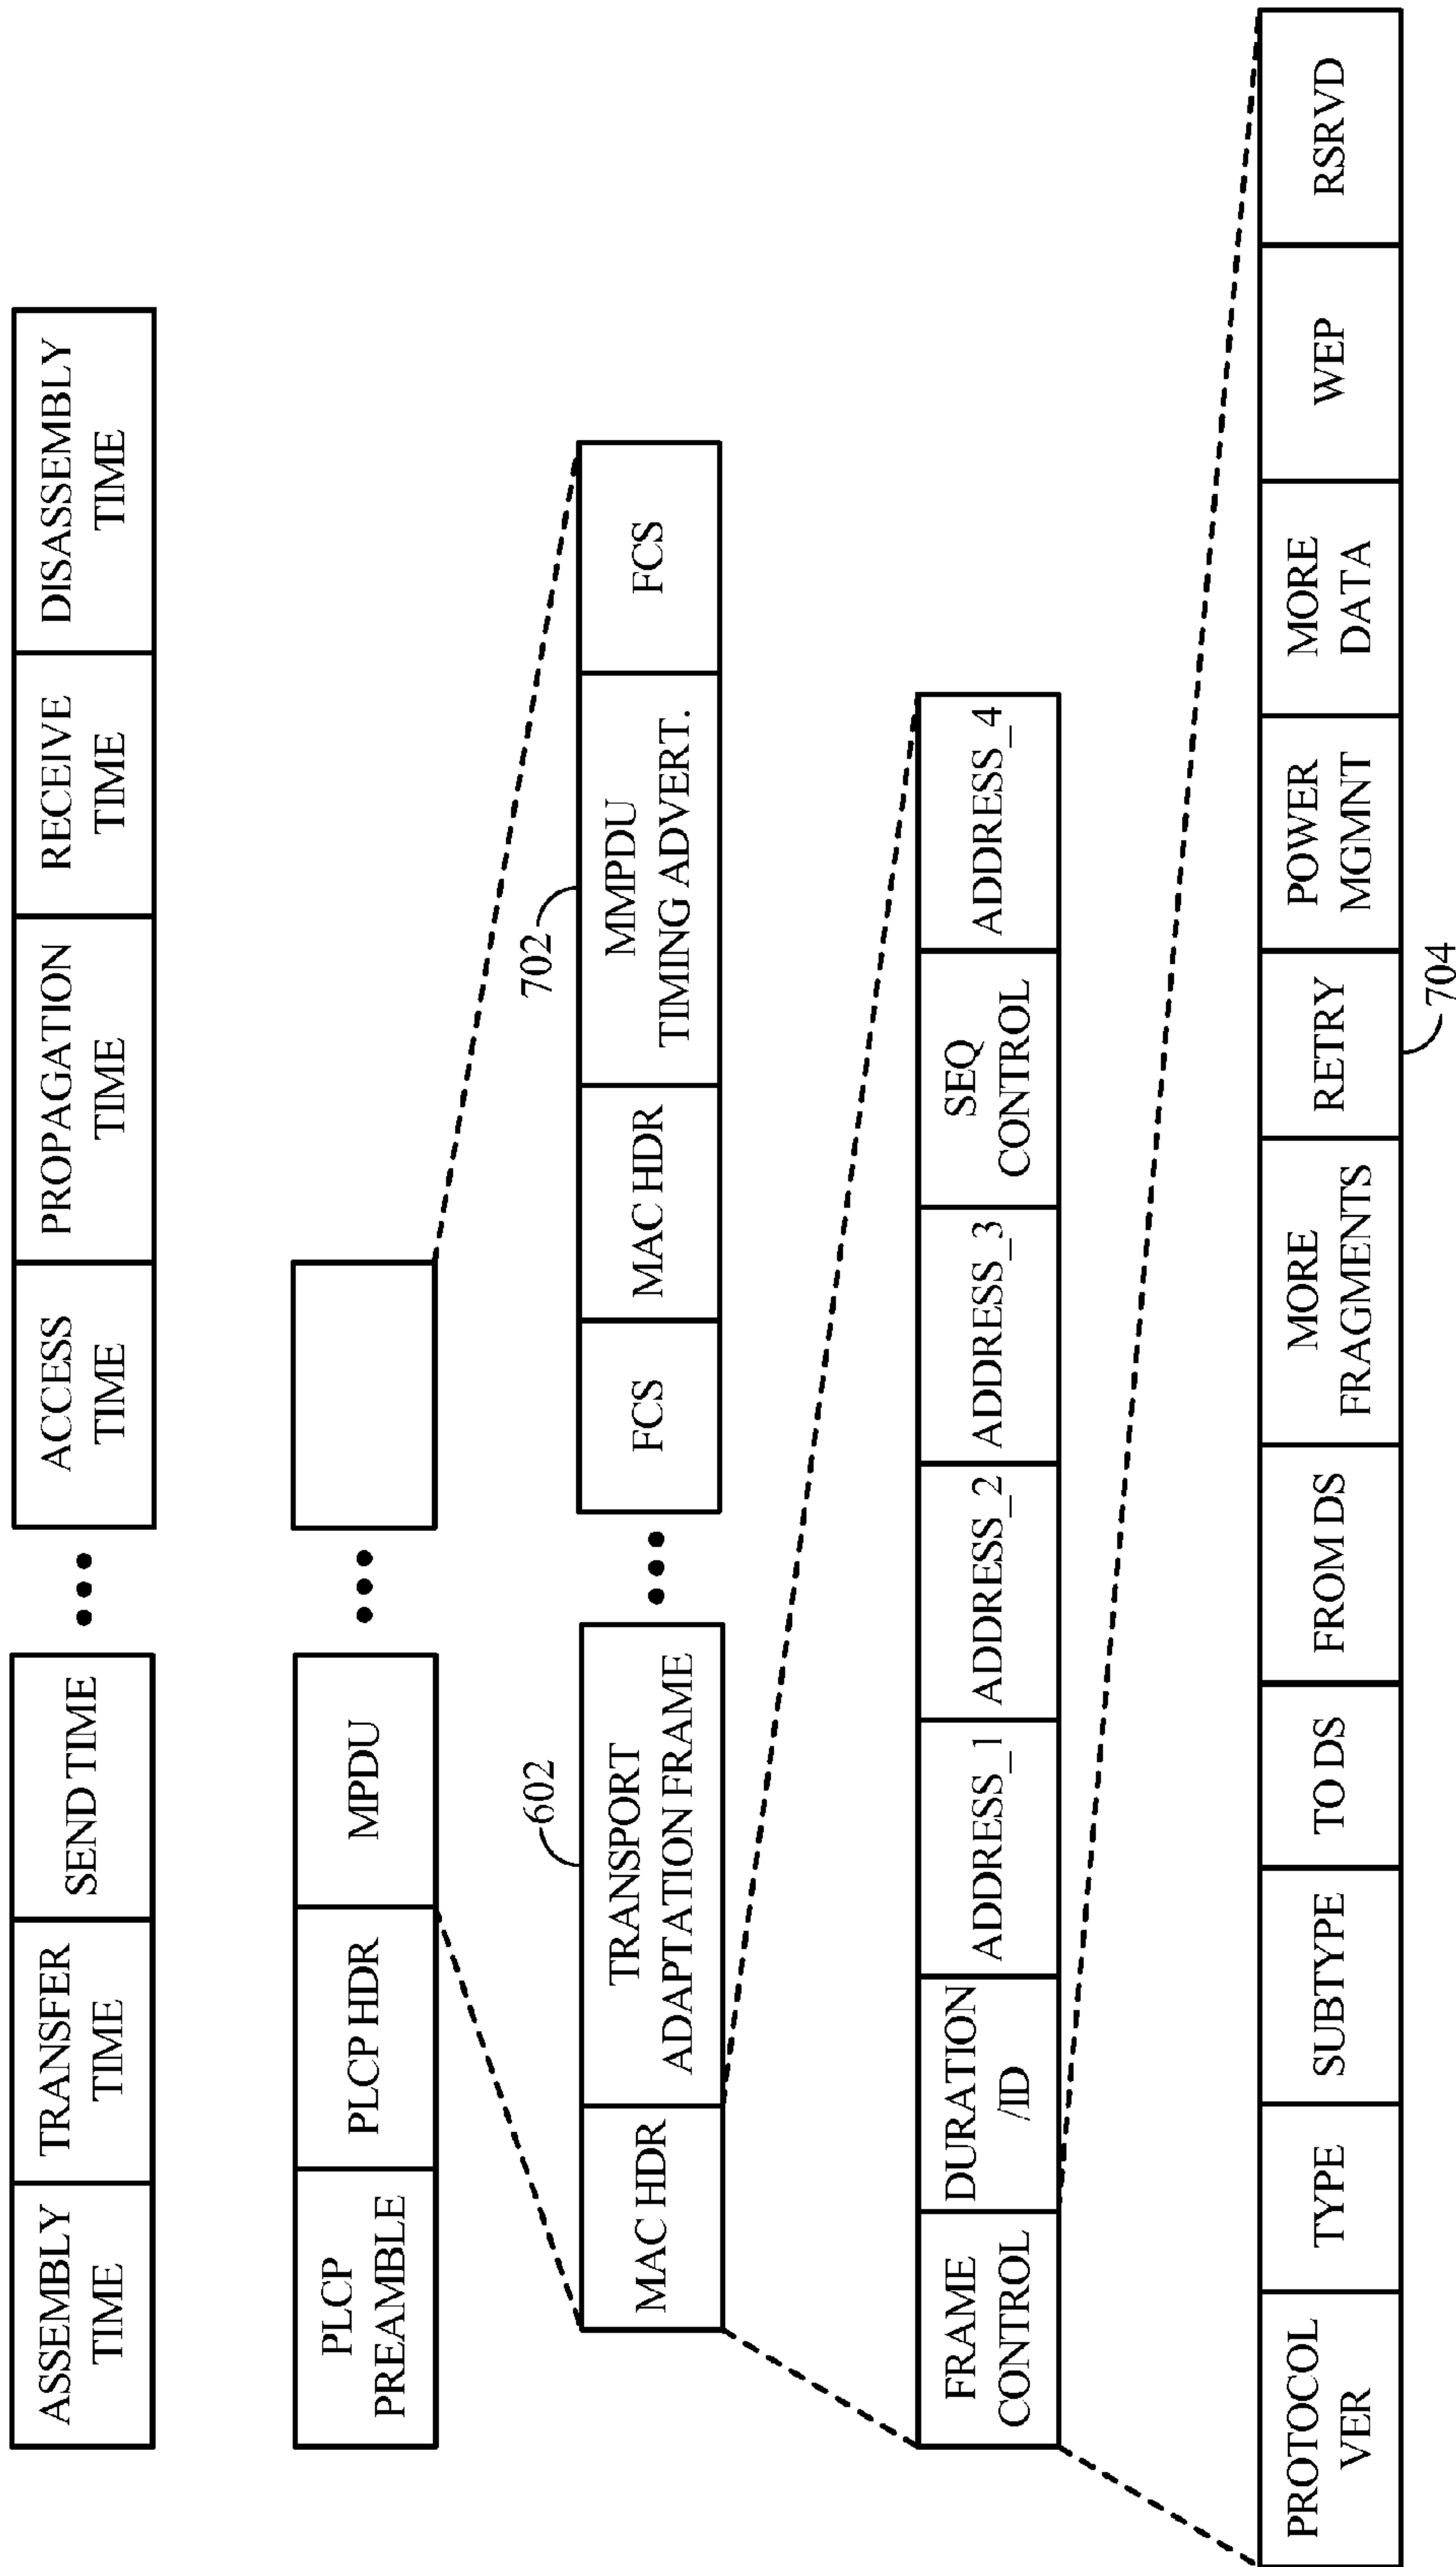 ASSEMBLY
TIME
TRANSFER
TIME
SEND TIME
•••
ACCESS
TIME
PROPAGATION
TIME
RECEIVE
TIME
DISASSEMBLY
TIME
PLCP
PREAMBLE
PLCP HDR
MPDU
•••
602
702
MAC HDR
TRANSPORT
ADAPTATION FRAME
•••
FCS
MAC HDR
MMPDU
TIMING ADVERT.
FCS
FRAME
CONTROL
DURATION
/ID
ADDRESS_1
ADDRESS_2
ADDRESS_3
SEQ
CONTROL
ADDRESS_4
PROTOCOL
VER
TYPE
SUBTYPE
TO DS
FROM DS
MORE
FRAGMENTS
RETRY
POWER
MGMNT
MORE
DATA
WEP
RSRVD
704